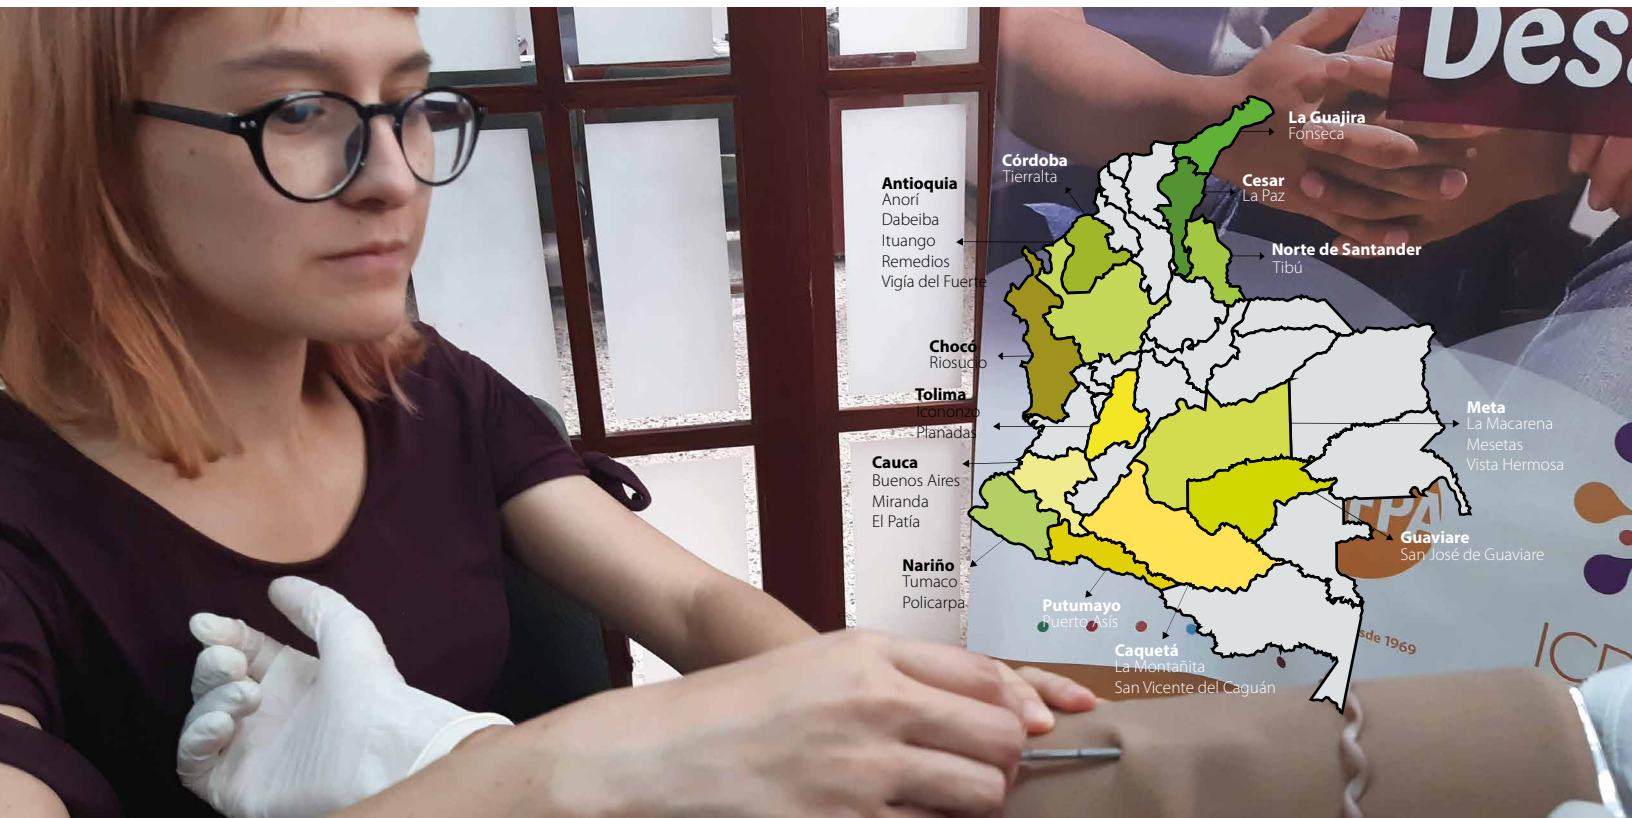 Des
La Guajira
Fonseca
Córdoba
Tierralta
Cesar
La Paz
Antioquia
Anorí
Dabeiba
Ituango
Remedios
Vigía del Fuerte
Norte de Santander
Tibú
Chocó
Riosucio
Tolima
Icononzo
Planadas
Meta
La Macarena
Mesetas
Vista Hermosa
Cauca
Buenos Aires
Miranda
El Patía
Guaviare
San José de Guaviare
Nariño
Tumaco
Policarpa
Putumayo
Puerto Asís
sde 1969
Caquetá
La Montañita
San Vicente del Caguán